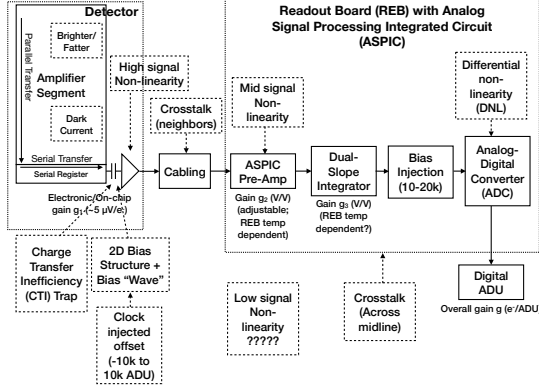 Detector
Readout Board (REB) with Analog
Signal Processing Integrated Circuit
(ASPIC)
Parallel Transfer
Brighter/
Fatter
Amplifier
Segment
Dark
Current
Serial Transfer
Serial Register
Electronic/On-chip
gain g₁ (~5 μV/e-)
High signal
Non-linearity
Crosstalk
(neighbors)
Cabling
Mid signal
Non-
linearity
ASPIC
Pre-Amp
Gain g₂ (V/V)
(adjustable;
REB temp
dependent)
Dual-
Slope
Integrator
Gain g₃ (V/V)
(REB temp
dependent?)
Bias
Injection
(10-20k)
Differential
non-
linearity
(DNL)
Analog-
Digital
Converter
(ADC)
Digital
ADU
Overall gain g (e-/ADU)
Charge
Transfer
Inefficiency
(CTI) Trap
2D Bias
Structure +
Bias “Wave”
Clock
injected
offset
(-10k to
10k ADU)
Low signal
Non-
linearity
?????
Crosstalk
(Across
midline)